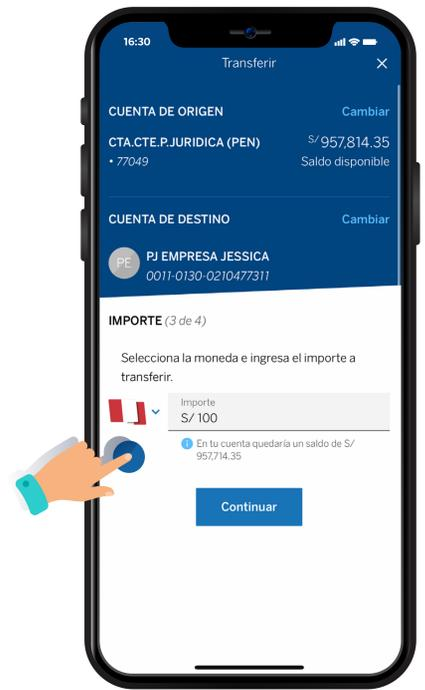 16:30
Transferir
CUENTA DE ORIGEN Cambiar
CTA.CTE.P.JURIDICA (PEN) S/ 957,814.35
• 77049 Saldo disponible
CUENTA DE DESTINO Cambiar
PE PJ EMPRESA JESSICA
0011-0130-0210477311
IMPORTE (3 de 4)
Selecciona la moneda e ingresa el importe a
transferir.
Importe
S/ 100
En tu cuenta quedaría un saldo de S/
957,714.35
Continuar